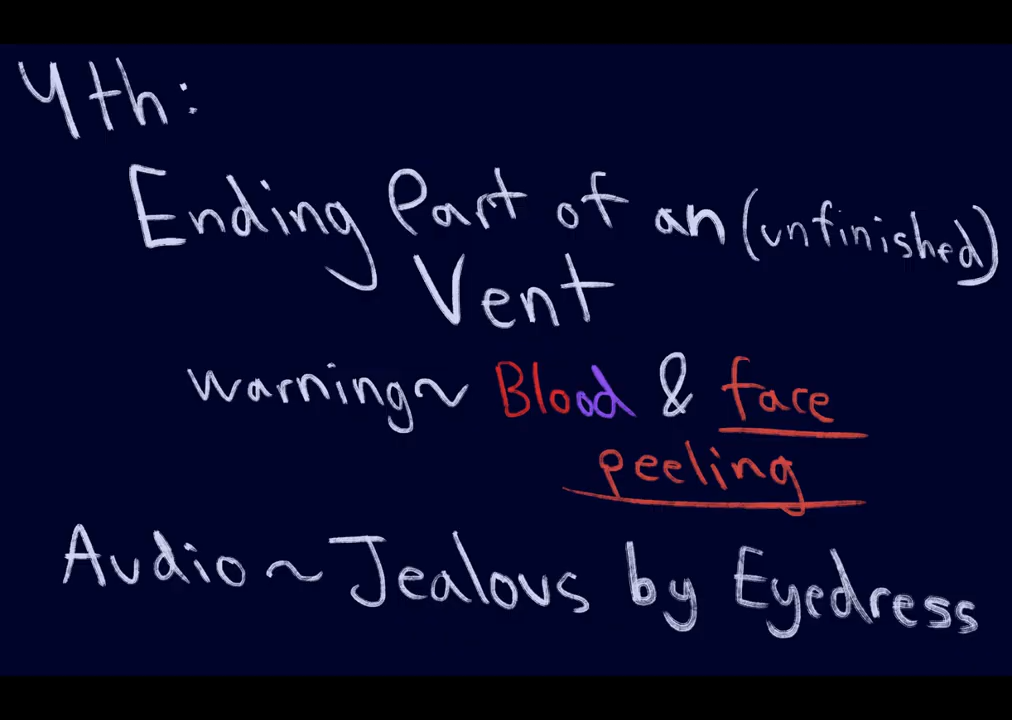 4th:
Ending Part of an (unfinished)
Vent
warning~ Blood & face
peeling
Audio ~ Jealous by Eyedress